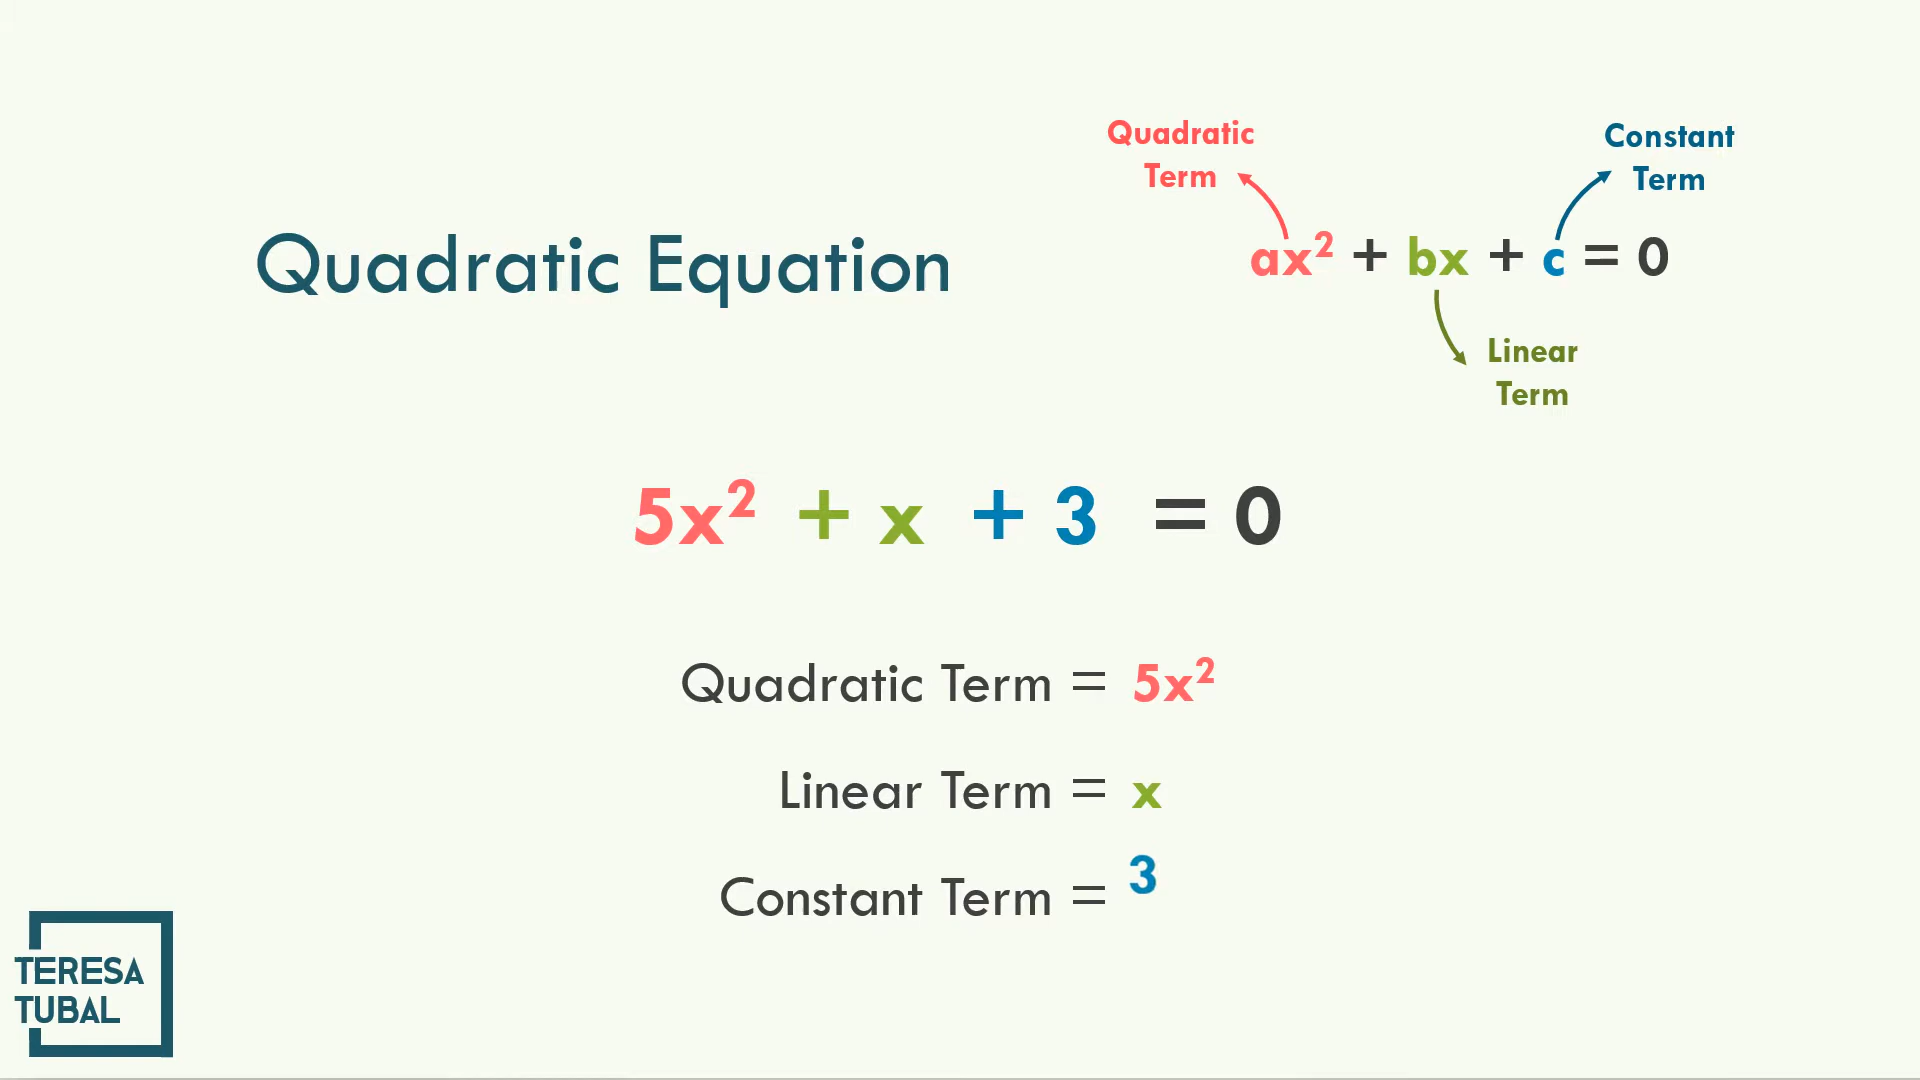 Quadratic
Term
Constant
Term
Quadratic Equation
ax² + bx + c = 0
Linear
Term
5x² + x + 3 = 0
Quadratic Term = 5x²
Linear Term = x
Constant Term = 3
TERESA
TUBAL